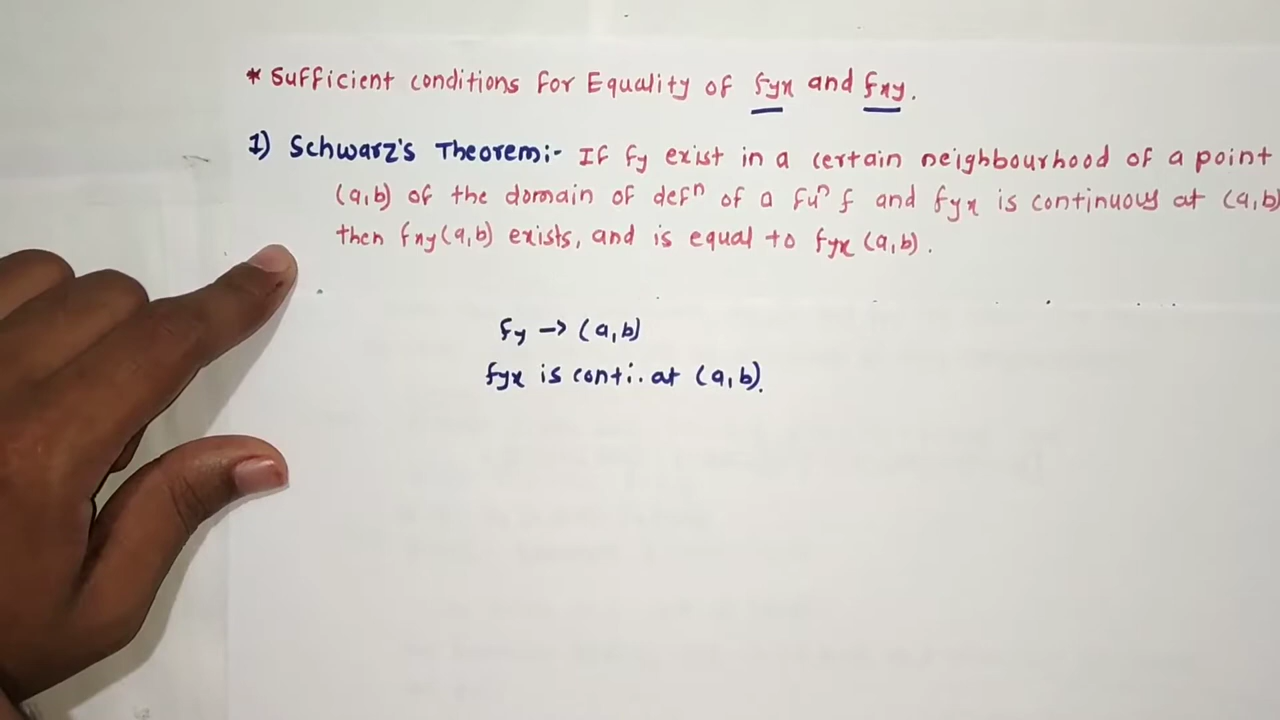 * Sufficient conditions for Equality of fyx and fxy.
1) Schwarz's Theorem:- If fy exist in a certain neighbourhood of a point
(a,b) of the domain of defⁿ of a fuⁿ f and fyx is continuous at (a,b)
then fxy(a,b) exists, and is equal to fyx (a,b).
fy → (a,b)
fyx is conti. at (a,b).